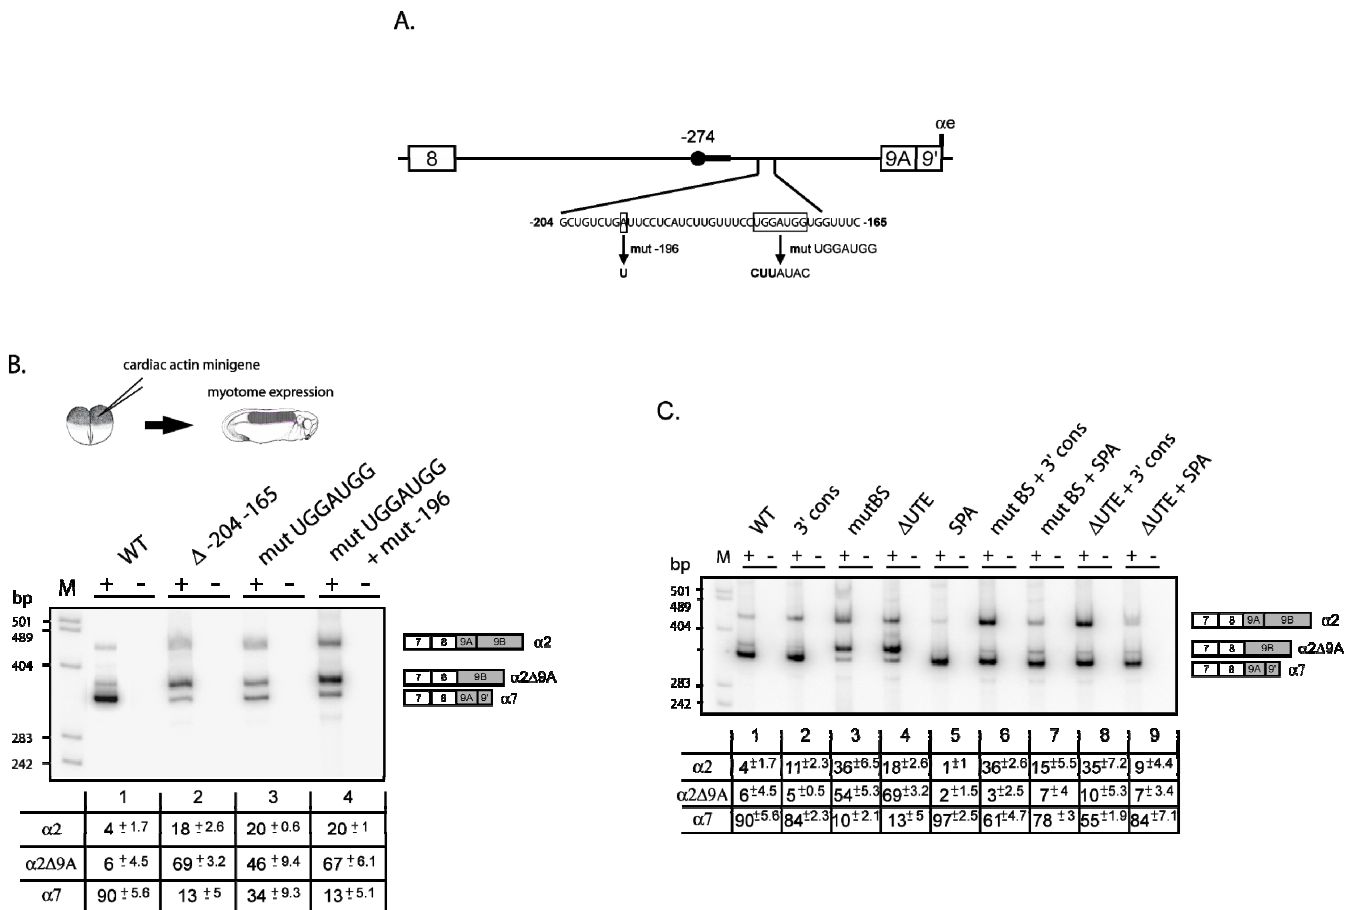 A.
αe
-274
8
9A 9'
-204 GCUGUCUGAUUCCUCAUCUUGUUUCCUGGAUGGUGGUUUC -165
mut -196
mut UGGAUGG
U
CUUAUAC
B.
cardiac actin minigene
myotome expression
WT
Δ -204 -165
mut UGGAUGG
mut UGGAUGG + mut -196
M + - + - + - + -
bp
501
489
404
283
242
7 8 9A 9B α2
7 8 9B α2Δ9A
7 8 9A 9' α7
1 2 3 4
α2 4 ± 1.7 18 ± 2.6 20 ± 0.6 20 ± 1
α2Δ9A 6 ± 4.5 69 ± 3.2 46 ± 9.4 67 ± 6.1
α7 90 ± 5.6 13 ± 5 34 ± 9.3 13 ± 5.1
C.
WT
3' cons
mutBS
ΔUTE
SPA
mut BS + 3' cons
mut BS + SPA
ΔUTE + 3' cons
ΔUTE + SPA
M + - + - + - + - + - + - + - + - + -
bp
501
489
404
283
242
7 8 9A 9B α2
7 8 9B α2Δ9A
7 8 9A 9' α7
1 2 3 4 5 6 7 8 9
α2 4±1.7 11±2.3 36±6.5 18±2.6 1±1 36±2.6 15±5.5 35±7.2 9±4.4
α2Δ9A 6±4.5 5±0.5 54±5.3 69±3.2 2±1.5 3±2.5 7±4 10±5.3 7±3.4
α7 90±5.6 84±2.3 10±2.1 13±5 97±2.5 61±4.7 78±3 55±1.9 84±7.1